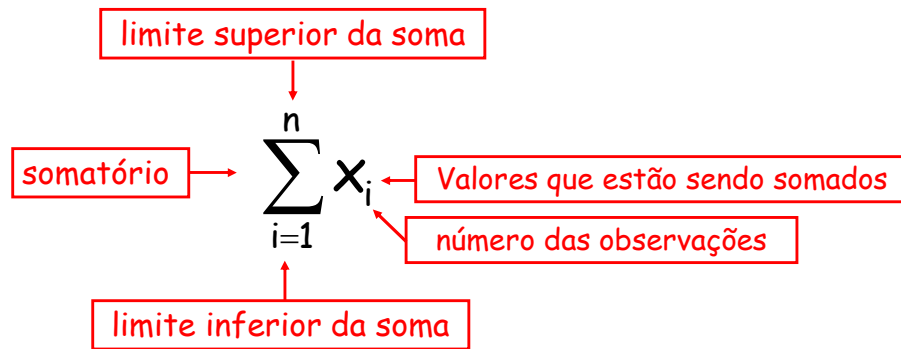 limite superior da soma
n
somatório
∑ xᵢ
Valores que estão sendo somados
i=1
número das observações
limite inferior da soma